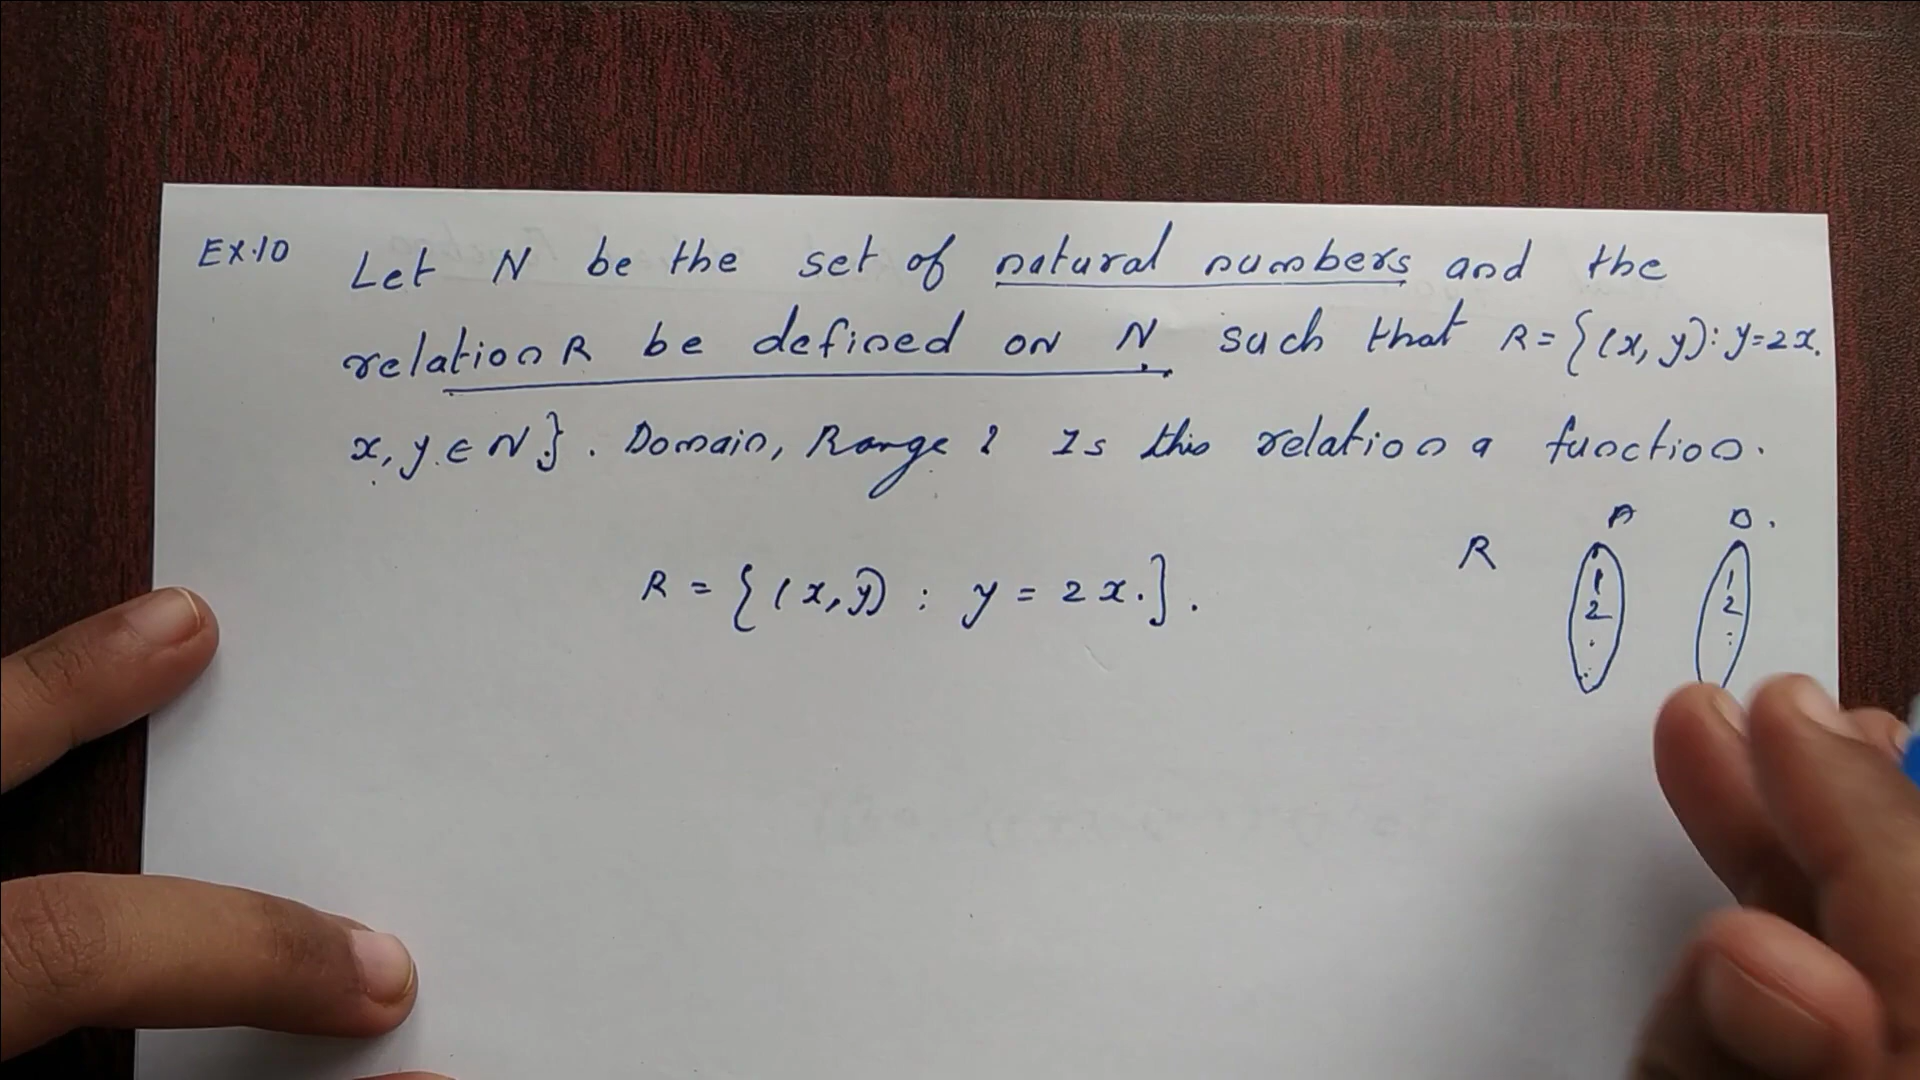 Ex.10 Let N be the set of natural numbers and the
relation R be defined on N such that R = {(x, y): y=2x.
x, y ∈ N}. Domain, Range ? Is this relation a function.
R = {(x, y) : y = 2x.}.
R
A
1
2
1
2